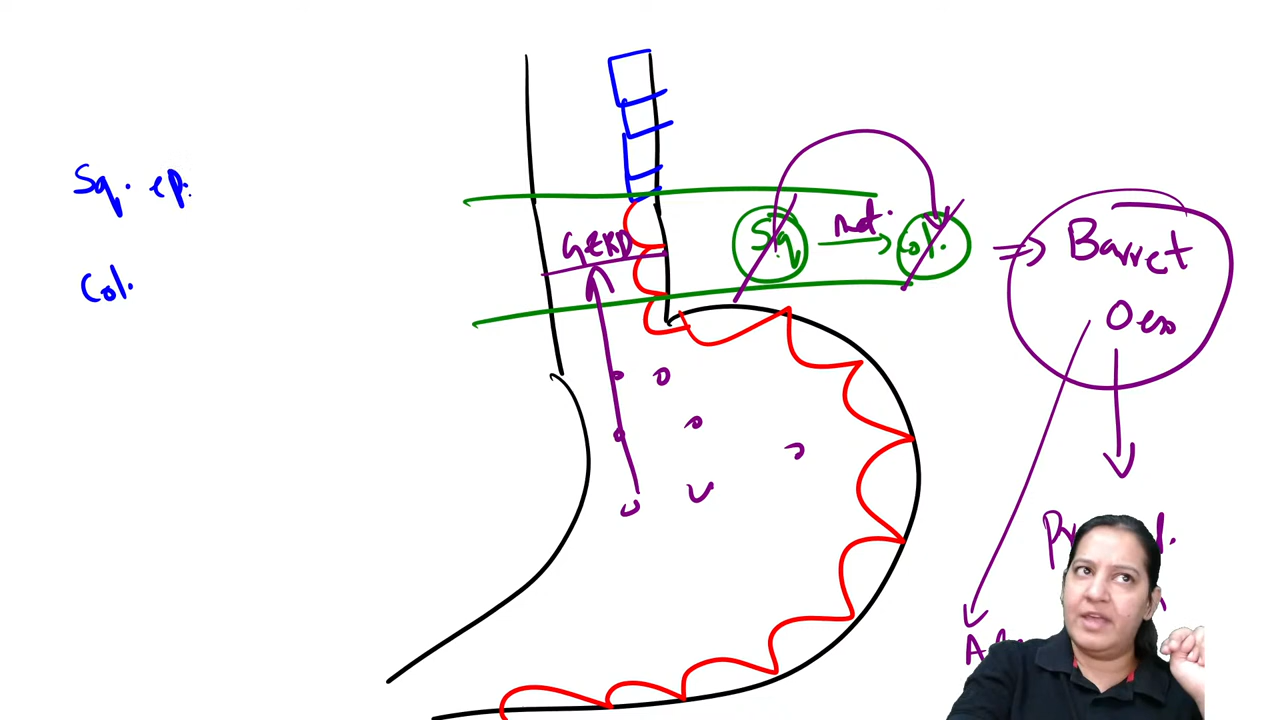 Sq. ep.
Col.
GERD
Sq met. col. ⇒ Barret
Oeso